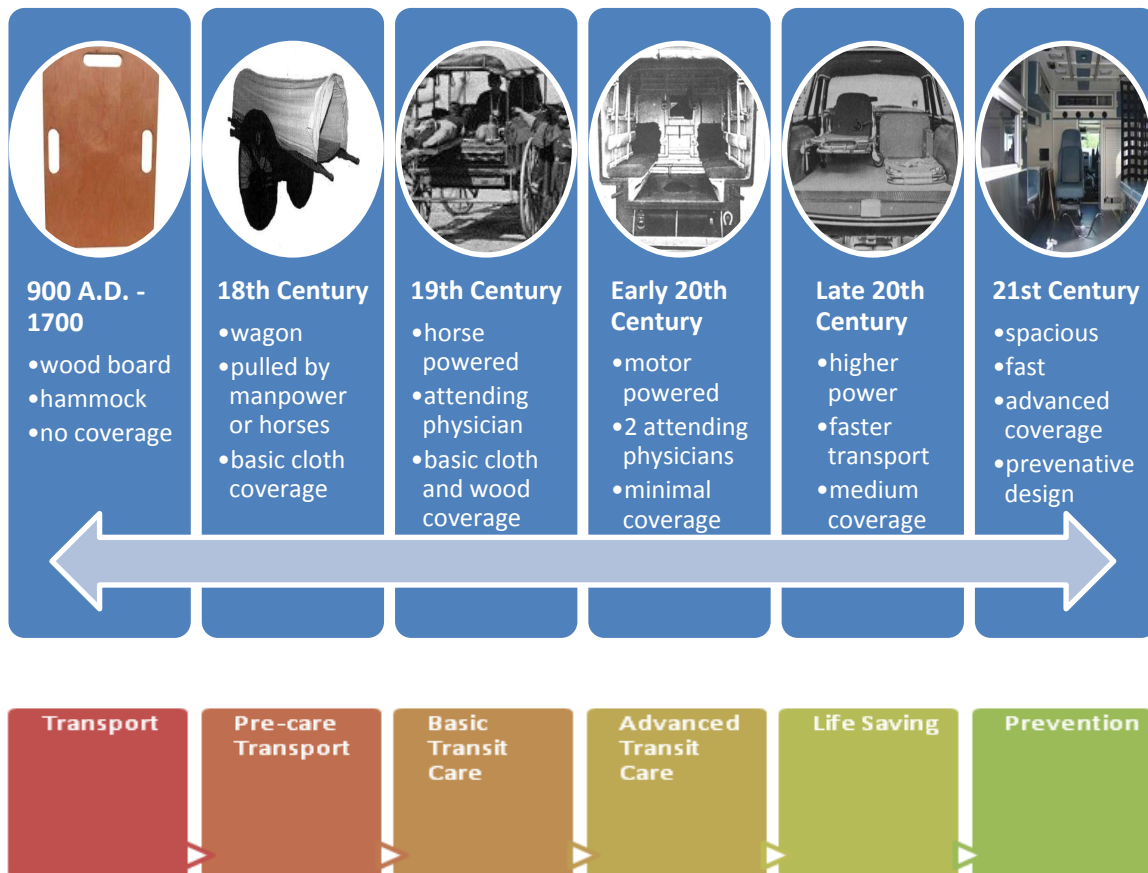 900 A.D. -
1700
•wood board
•hammock
•no coverage
18th Century
•wagon
•pulled by
manpower
or horses
•basic cloth
coverage
19th Century
•horse
powered
•attending
physician
•basic cloth
and wood
coverage
Early 20th
Century
•motor
powered
•2 attending
physicians
•minimal
coverage
Late 20th
Century
•higher
power
•faster
transport
•medium
coverage
21st Century
•spacious
•fast
•advanced
coverage
•prevenative
design
Transport
Pre-care
Transport
Basic
Transit
Care
Advanced
Transit
Care
Life Saving
Prevention